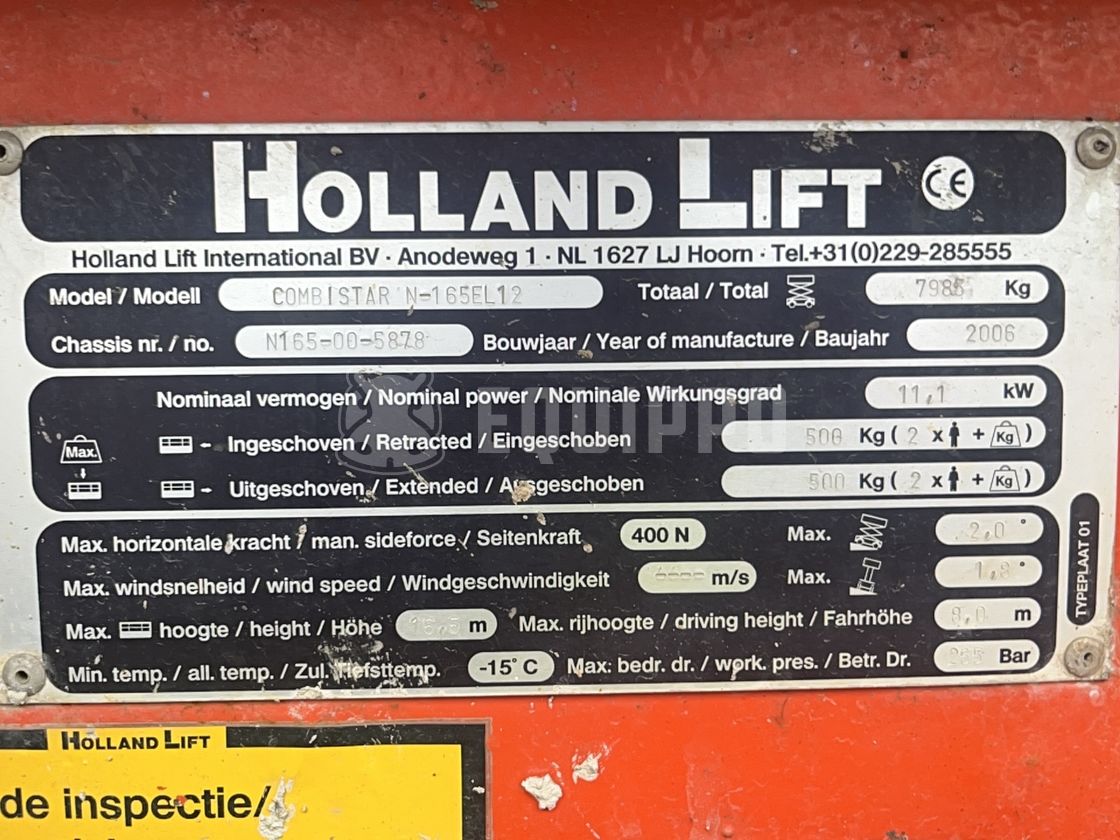 HOLLAND LIFT CE
Holland Lift International BV · Anodeweg 1 · NL 1627 LJ Hoorn · Tel.+31(0)229-285555
Model / Modell COMBISTAR N-165EL12 Totaal / Total 7985 Kg
Chassis nr. / no. N165-00-5878 Bouwjaar / Year of manufacture / Baujahr 2006
Nominaal vermogen / Nominal power / Nominale Wirkungsgrad 11,1 kW
Max. Ingeschoven / Retracted / Eingeschoben 500 Kg ( 2 x + Kg )
Uitgeschoven / Extended / Ausgeschoben 500 Kg ( 2 x + Kg )
EQUIPPO
Max. horizontale kracht / man. sideforce / Seitenkraft 400 N Max. 2,0 °
Max. windsnelheid / wind speed / Windgeschwindigkeit ---- m/s Max. 1,8 °
Max. hoogte / height / Höhe m Max. rijhoogte / driving height / Fahrhöhe 8,0 m
Min. temp. / all. temp. / Zul. Tiefsttemp. -15° C Max: bedr. dr. / work. pres. / Betr. Dr. Bar
TYPEPLAAT 01
HOLLAND LIFT
de inspectie/